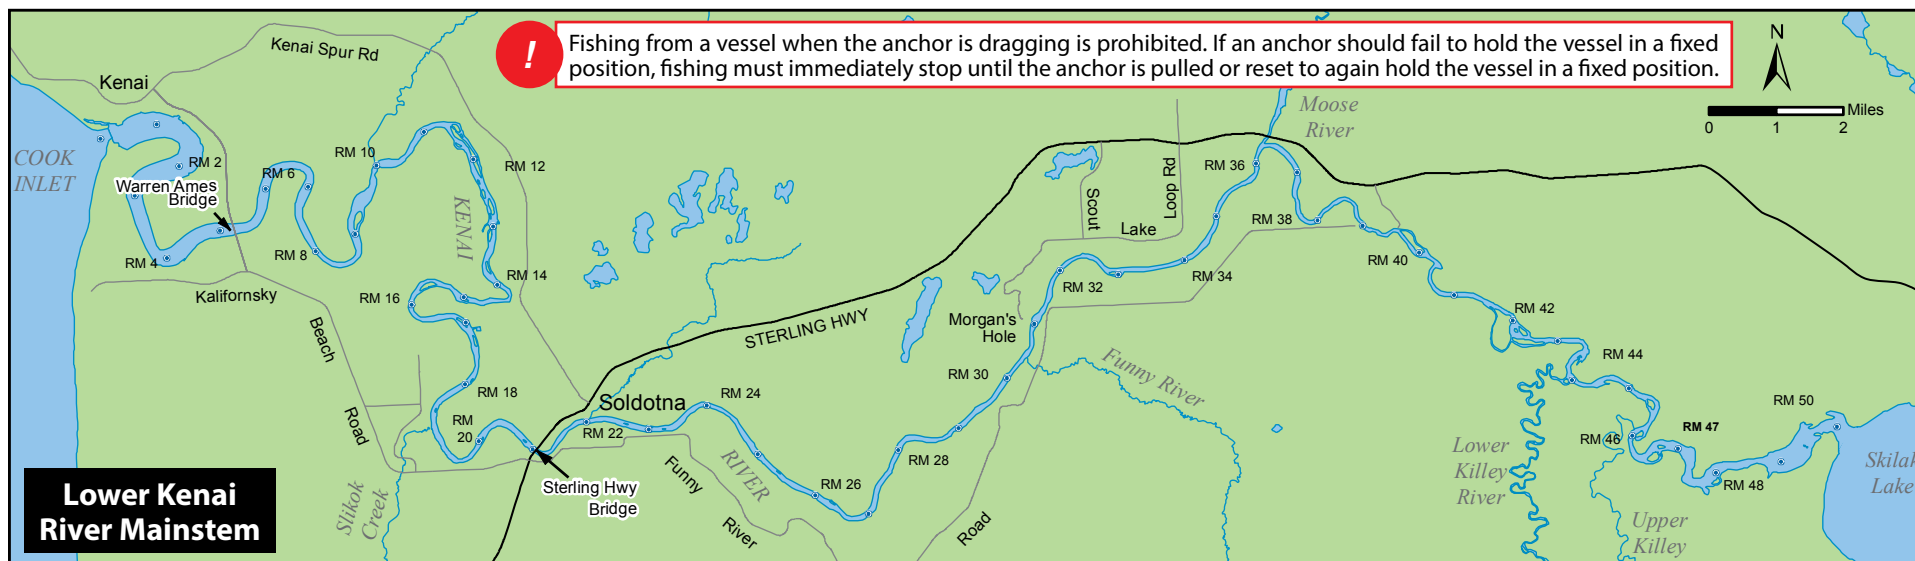 ! Fishing from a vessel when the anchor is dragging is prohibited. If an anchor should fail to hold the vessel in a fixed
position, fishing must immediately stop until the anchor is pulled or reset to again hold the vessel in a fixed position.
N
Miles
0 1 2
Kenai Spur Rd
Kenai
COOK
INLET
RM 2
Warren Ames
Bridge
RM 4
RM 6
RM 8
RM 10
RM 12
KENAI
RM 14
RM 16
Kalifornsky
Beach
Road
RM 18
RM
20
Slikok
Creek
Sterling Hwy
Bridge
Soldotna
RM 22
RM 24
RIVER
Funny
River
Road
RM 26
RM 28
RM 30
STERLING HWY
Morgan's
Hole
Funny River
RM 32
RM 34
Scout
Lake
Loop Rd
RM 36
Moose
River
RM 38
RM 40
RM 42
RM 44
RM 46
RM 47
RM 48
RM 50
Lower
Killey
River
Upper
Killey
Skilak
Lake
Lower Kenai
River Mainstem